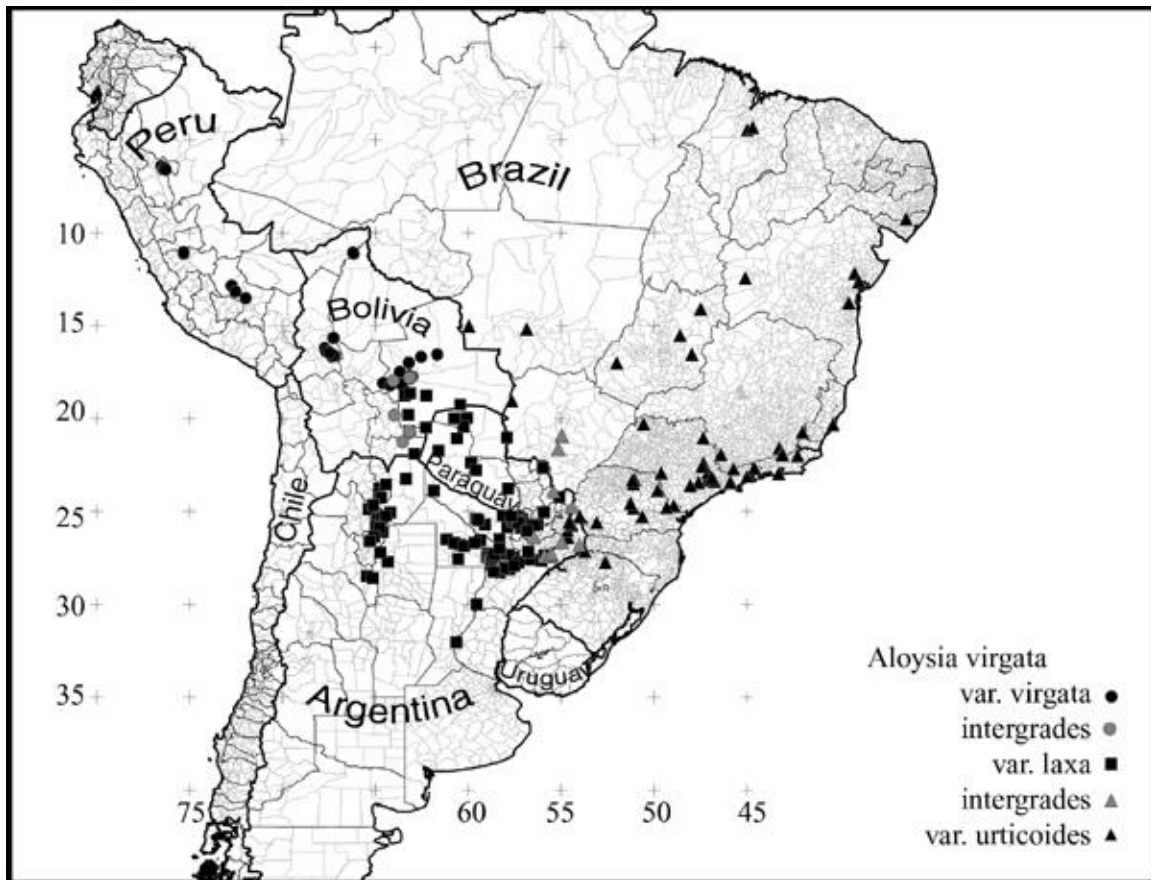 Peru
Brazil
10
Bolivia
15
20
Paraguay
Chile
25
30
Uruguay
Argentina
35
75
60
55
50
45
Aloysia virgata
var. virgata
intergrades
var. laxa
intergrades
var. urticoides